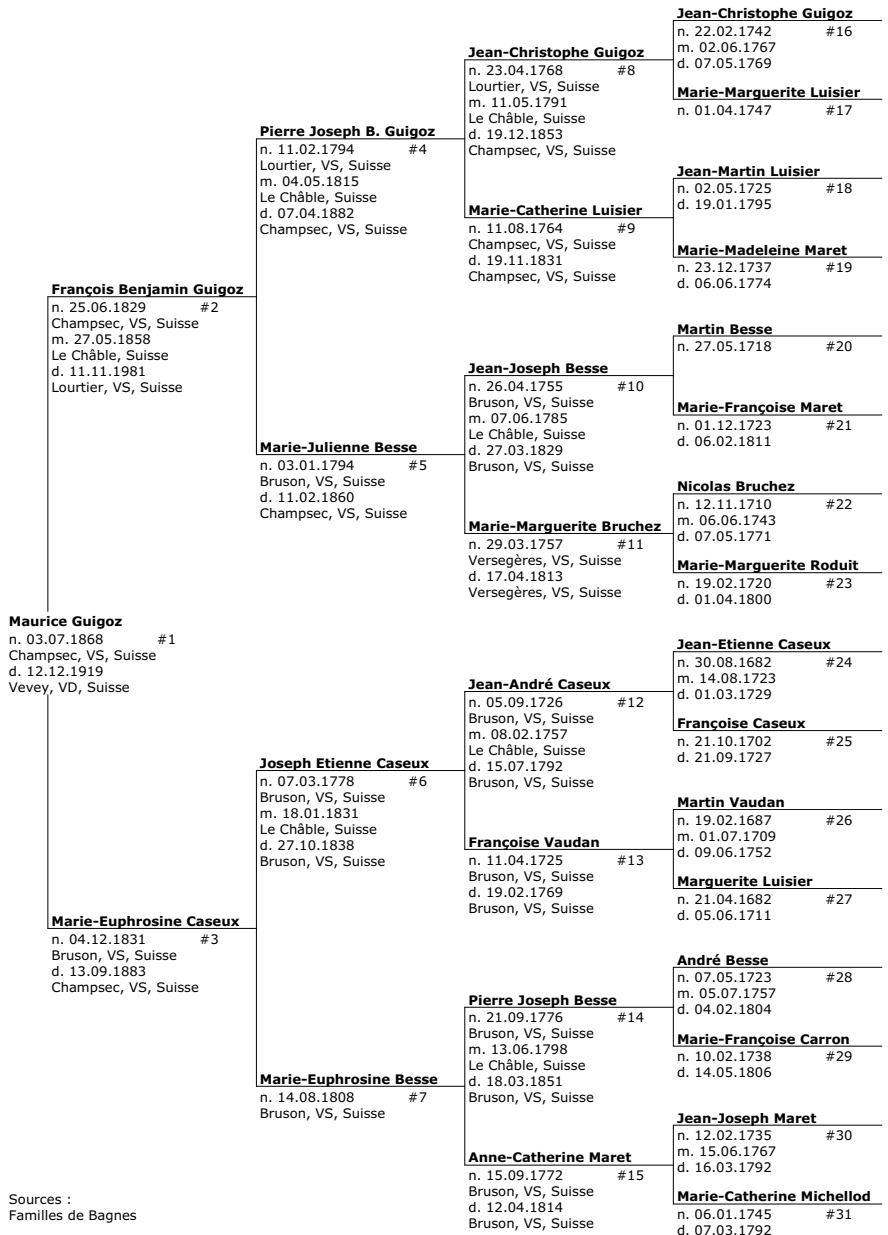 Maurice Guigoz
n. 03.07.1868 #1
Champsec, VS, Suisse
d. 12.12.1919
Vevey, VD, Suisse
François Benjamin Guigoz
n. 25.06.1829 #2
Champsec, VS, Suisse
m. 27.05.1858
Le Châble, Suisse
d. 11.11.1981
Lourtier, VS, Suisse
Marie-Euphrosine Caseux
n. 04.12.1831 #3
Bruson, VS, Suisse
d. 13.09.1883
Champsec, VS, Suisse
Pierre Joseph B. Guigoz
n. 11.02.1794 #4
Lourtier, VS, Suisse
m. 04.05.1815
Le Châble, Suisse
d. 07.04.1882
Champsec, VS, Suisse
Marie-Julienne Besse
n. 03.01.1794 #5
Bruson, VS, Suisse
d. 11.02.1860
Champsec, VS, Suisse
Joseph Etienne Caseux
n. 07.03.1778 #6
Bruson, VS, Suisse
m. 18.01.1831
Le Châble, Suisse
d. 27.10.1838
Bruson, VS, Suisse
Marie-Euphrosine Besse
n. 14.08.1808 #7
Bruson, VS, Suisse
Jean-Christophe Guigoz
n. 23.04.1768 #8
Lourtier, VS, Suisse
m. 11.05.1791
Le Châble, Suisse
d. 19.12.1853
Champsec, VS, Suisse
Marie-Catherine Luisier
n. 11.08.1764 #9
Champsec, VS, Suisse
d. 19.11.1831
Champsec, VS, Suisse
Jean-Joseph Besse
n. 26.04.1755 #10
Bruson, VS, Suisse
m. 07.06.1785
Le Châble, Suisse
d. 27.03.1829
Bruson, VS, Suisse
Marie-Marguerite Bruchez
n. 29.03.1757 #11
Versegères, VS, Suisse
d. 17.04.1813
Versegères, VS, Suisse
Jean-André Caseux
n. 05.09.1726 #12
Bruson, VS, Suisse
m. 08.02.1757
Le Châble, Suisse
d. 15.07.1792
Bruson, VS, Suisse
Françoise Vaudan
n. 11.04.1725 #13
Bruson, VS, Suisse
d. 19.02.1769
Bruson, VS, Suisse
Pierre Joseph Besse
n. 21.09.1776 #14
Bruson, VS, Suisse
m. 13.06.1798
Le Châble, Suisse
d. 18.03.1851
Bruson, VS, Suisse
Anne-Catherine Maret
n. 15.09.1772 #15
Bruson, VS, Suisse
d. 12.04.1814
Bruson, VS, Suisse
Jean-Christophe Guigoz
n. 22.02.1742 #16
m. 02.06.1767
d. 07.05.1769
Marie-Marguerite Luisier
n. 01.04.1747 #17
Jean-Martin Luisier
n. 02.05.1725 #18
d. 19.01.1795
Marie-Madeleine Maret
n. 23.12.1737 #19
d. 06.06.1774
Martin Besse
n. 27.05.1718 #20
Marie-Françoise Maret
n. 01.12.1723 #21
d. 06.02.1811
Nicolas Bruchez
n. 12.11.1710 #22
m. 06.06.1743
d. 07.05.1771
Marie-Marguerite Roduit
n. 19.02.1720 #23
d. 01.04.1800
Jean-Etienne Caseux
n. 30.08.1682 #24
m. 14.08.1723
d. 01.03.1729
Françoise Caseux
n. 21.10.1702 #25
d. 21.09.1727
Martin Vaudan
n. 19.02.1687 #26
m. 01.07.1709
d. 09.06.1752
Marguerite Luisier
n. 21.04.1682 #27
d. 05.06.1711
André Besse
n. 07.05.1723 #28
m. 05.07.1757
d. 04.02.1804
Marie-Françoise Carron
n. 10.02.1738 #29
d. 14.05.1806
Jean-Joseph Maret
n. 12.02.1735 #30
m. 15.06.1767
d. 16.03.1792
Marie-Catherine Michellod
n. 06.01.1745 #31
d. 07.03.1792
Sources :
Familles de Bagnes